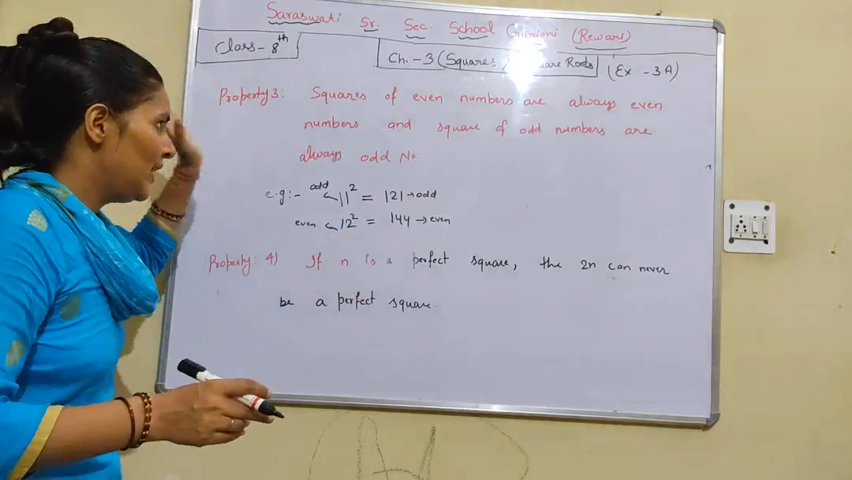 Saraswati Sr. Sec. School Gumioni (Rewari)
Class - 8th
Ch. - 3 (Squares Square Roots) (Ex - 3A)
Property 3: Squares of even numbers are always even
numbers and square of odd numbers are
always odd No.
e.g:- odd 11² = 121 → odd
even 12² = 144 → even
Property: 4) If n is a perfect square, the 2n can never
be a perfect square.